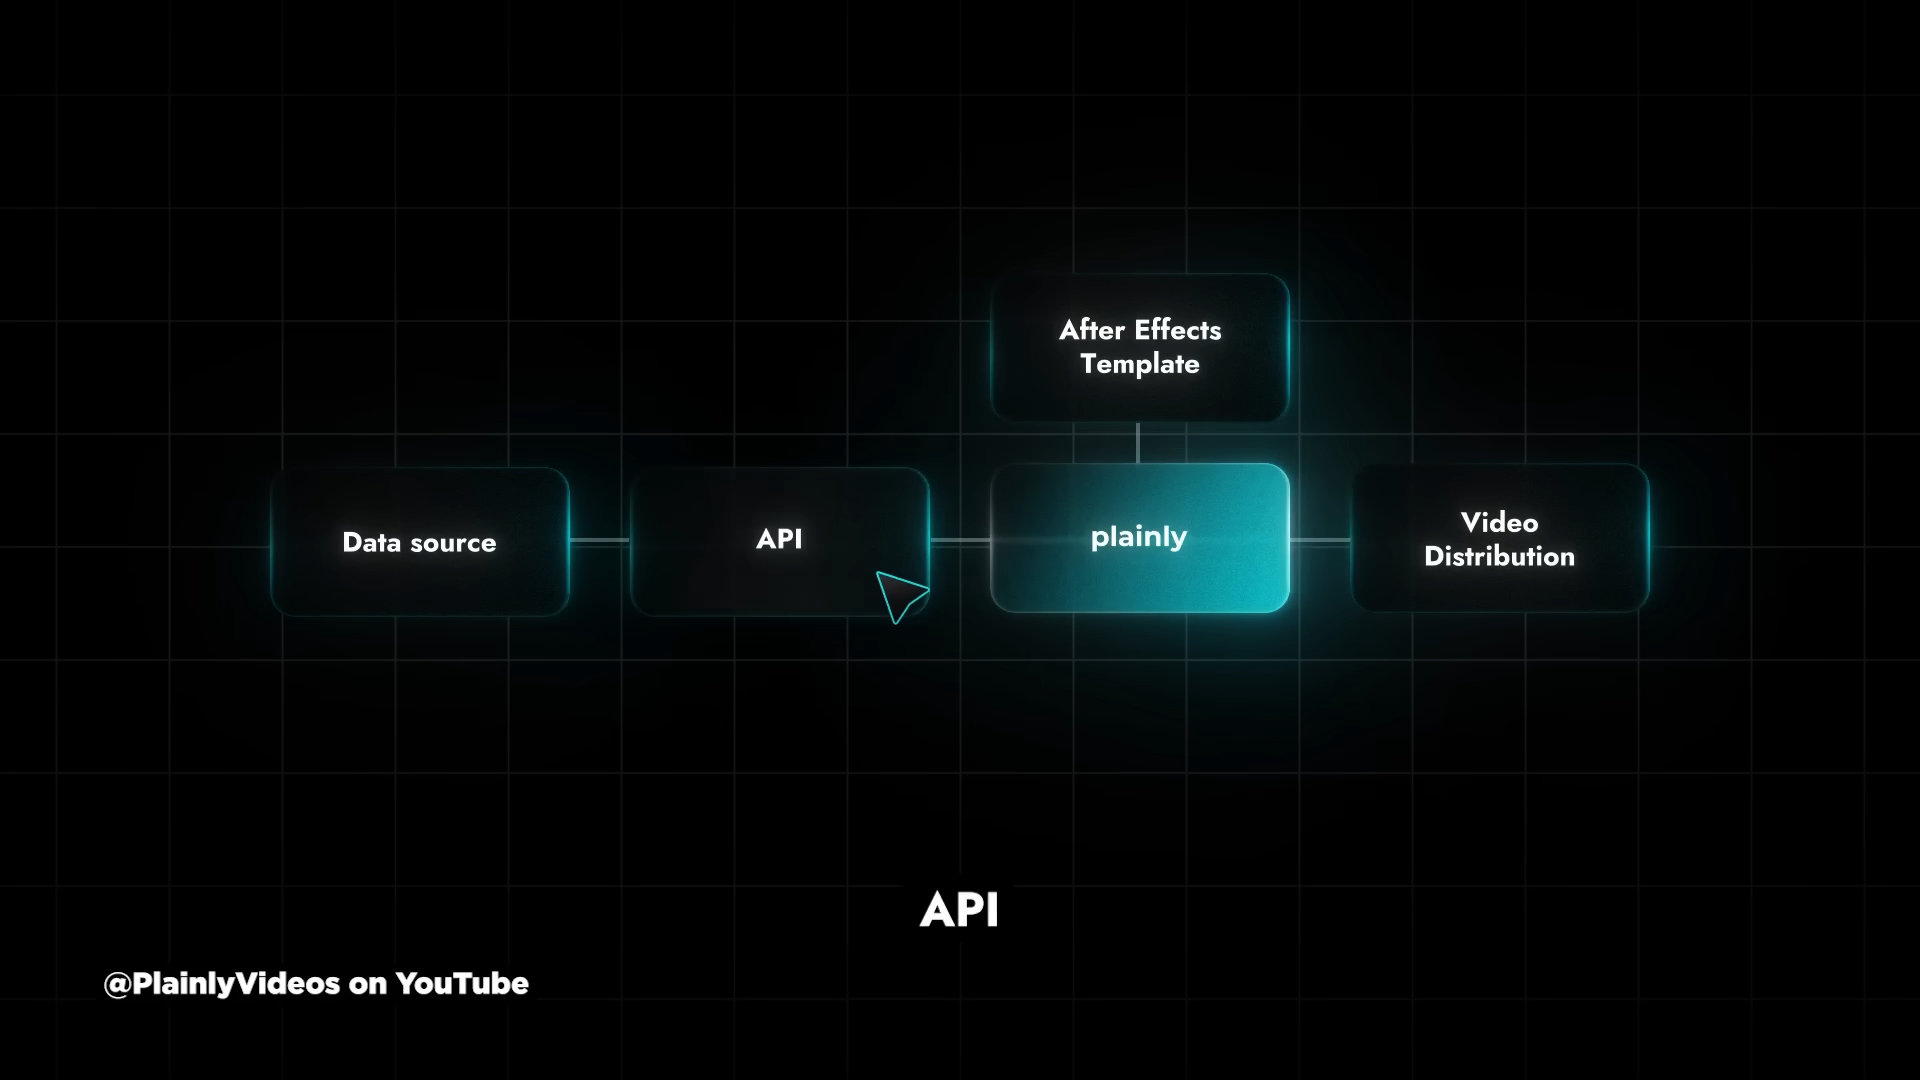 After Effects
Template
Data source
API
plainly
Video
Distribution
API
@PlainlyVideos on YouTube